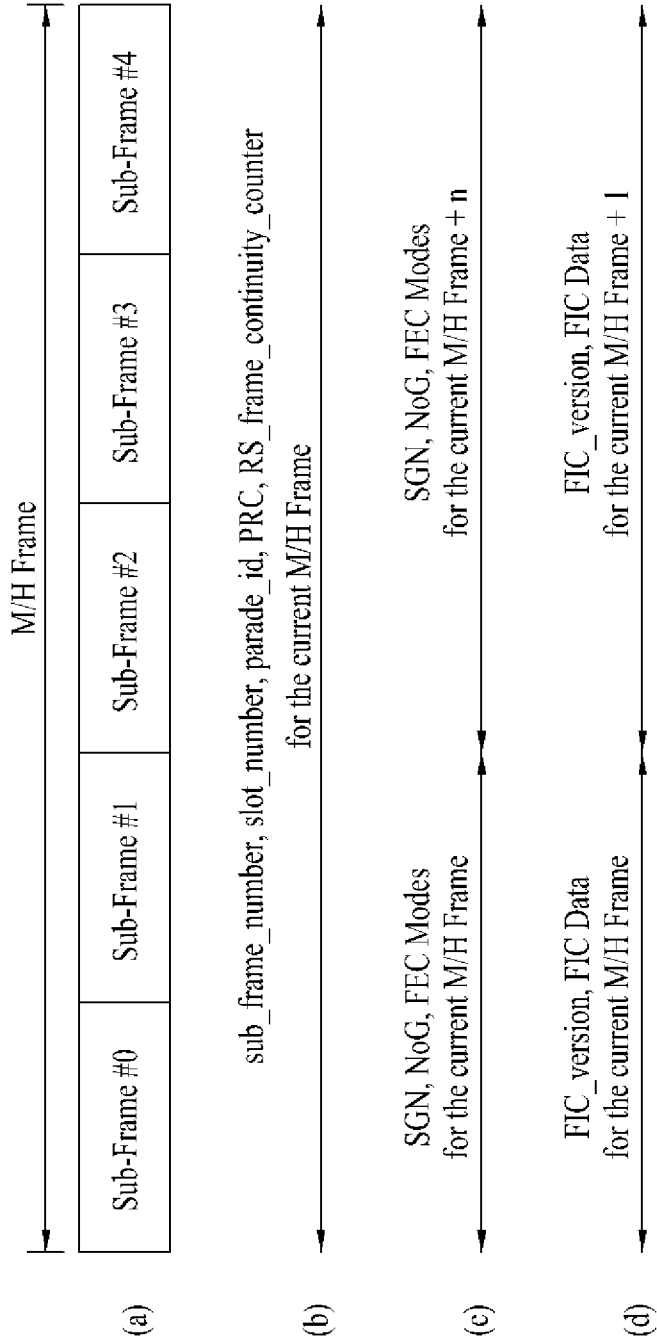 M/H Frame
(a)
Sub-Frame #0
Sub-Frame #1
Sub-Frame #2
Sub-Frame #3
Sub-Frame #4
(b)
sub_frame_number, slot_number, parade_id, PRC, RS_frame_continuity_counter
for the current M/H Frame
(c)
SGN, NoG, FEC Modes
for the current M/H Frame
SGN, NoG, FEC Modes
for the current M/H Frame + n
(d)
FIC_version, FIC Data
for the current M/H Frame
FIC_version, FIC Data
for the current M/H Frame + 1